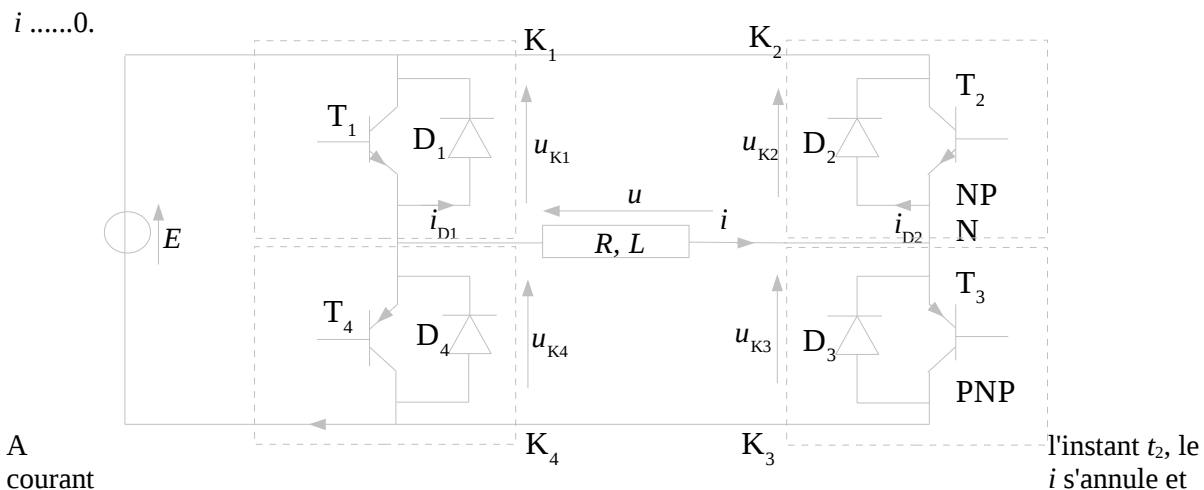 i ......0.
K1 K2
T1 D1 uK1 uK2 D2 T2
u NP
E iD1 R, L i iD2 N
T4 D4 uK4 uK3 D3 T3
PNP
A K4 K3 l'instant t2, le
courant i s'annule et